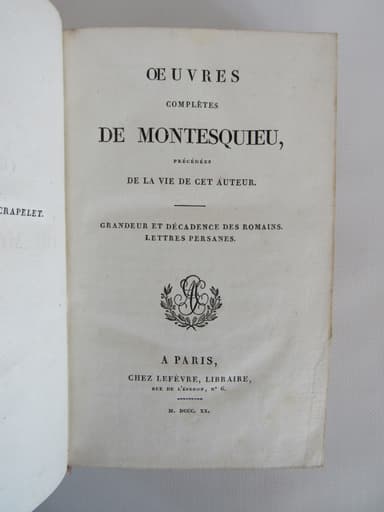 CRAPELET.
ŒUVRES
COMPLÈTES
DE MONTESQUIEU,
PRÉCÉDÉES
DE LA VIE DE CET AUTEUR.
GRANDEUR ET DÉCADENCE DES ROMAINS.
LETTRES PERSANES.
A PARIS,
CHEZ LEFÈVRE, LIBRAIRE,
RUE DE L'ÉPERON, N° 6.
M. DCCC. XX.